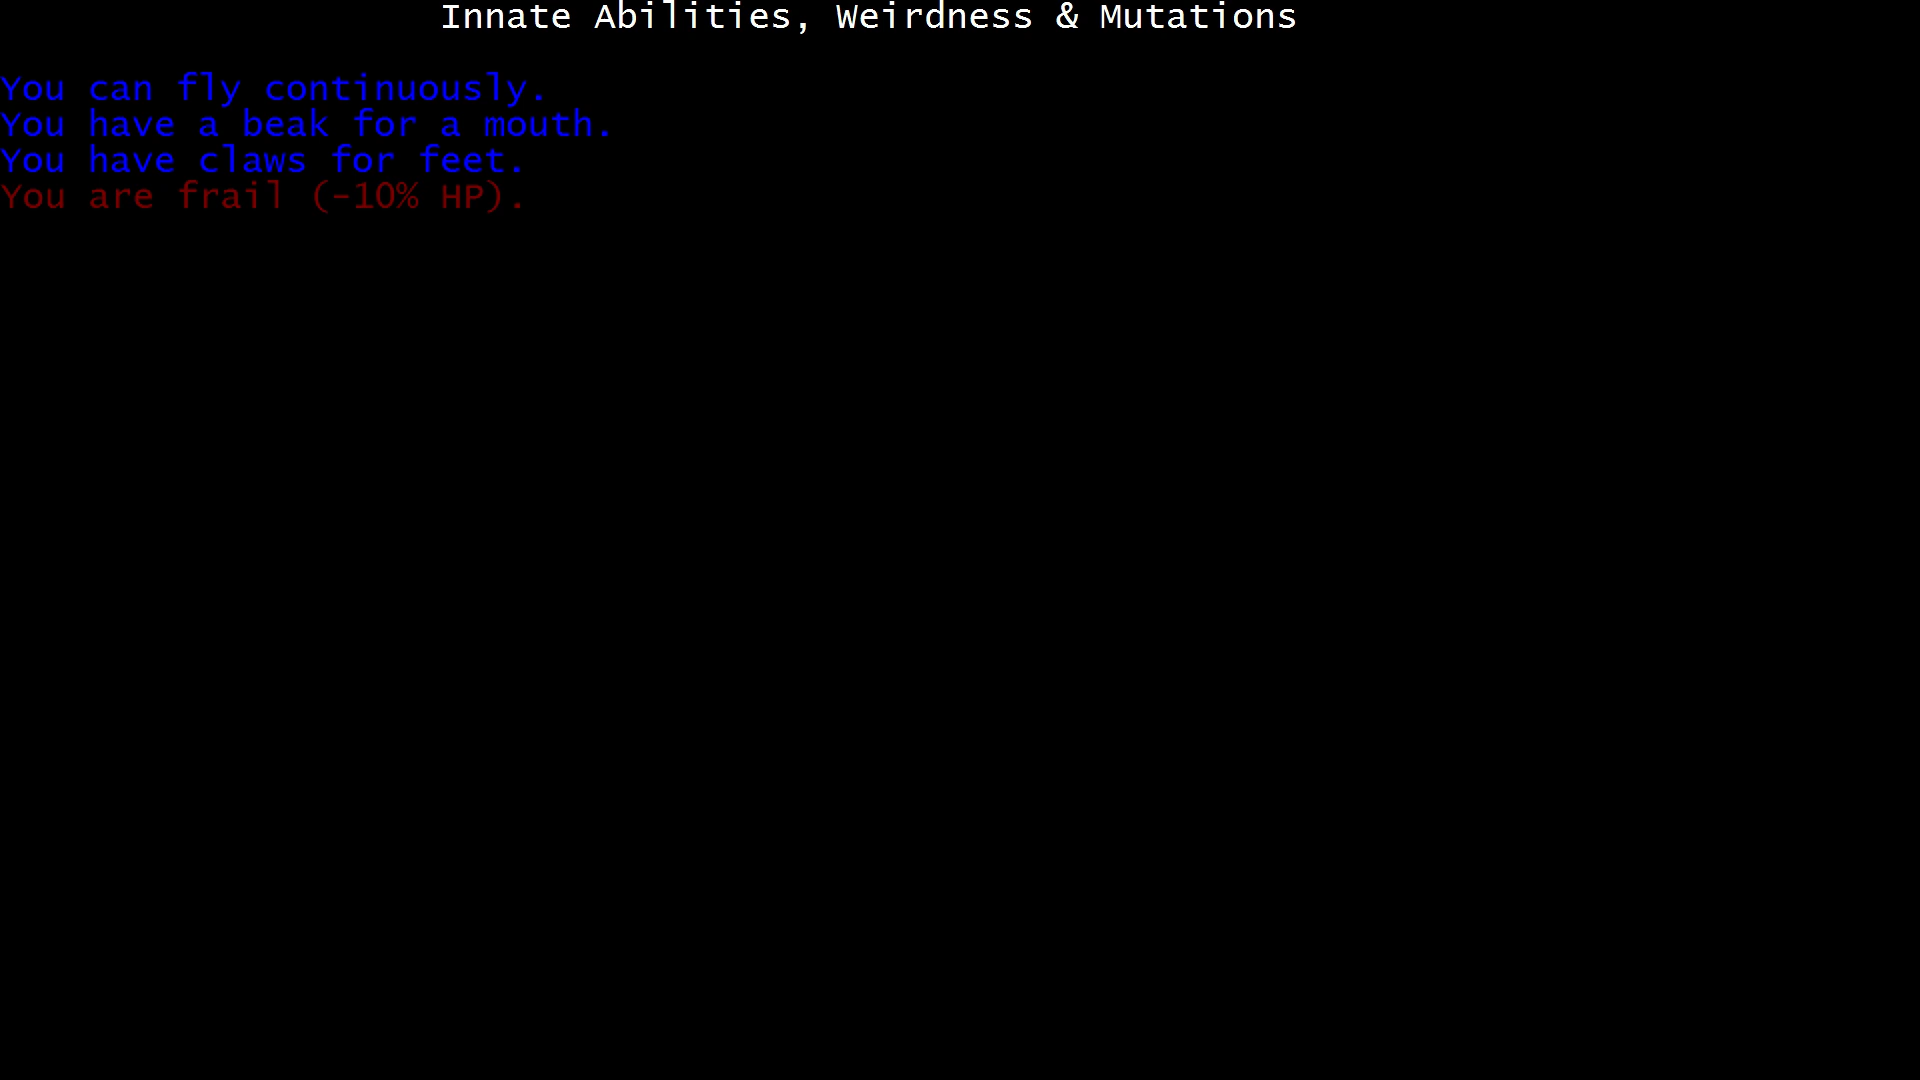 Innate Abilities, Weirdness & Mutations
You can fly continuously.
You have a beak for a mouth.
You have claws for feet.
You are frail (-10% HP).